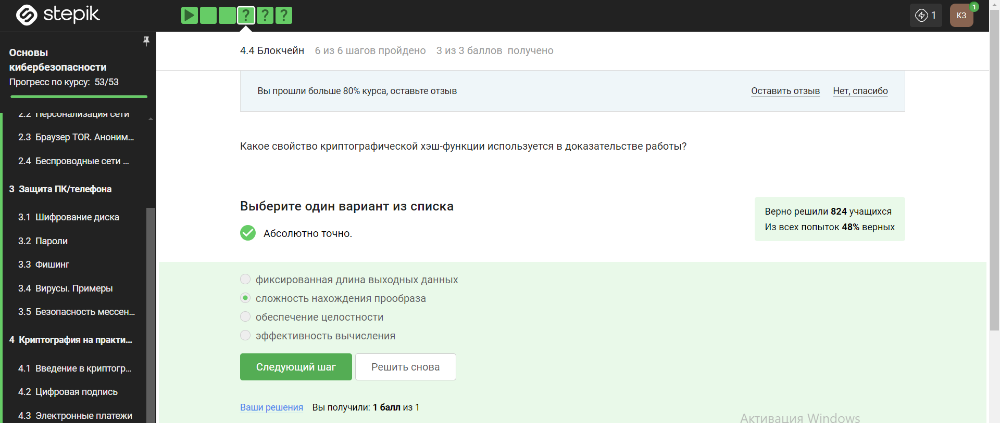 stepik
?
?
?
1
КЗ
1
Основы
кибербезопасности
Прогресс по курсу: 53/53
2.2 Персонализация сети
2.3 Браузер TOR. Аноним...
2.4 Беспроводные сети ...
3 Защита ПК/телефона
3.1 Шифрование диска
3.2 Пароли
3.3 Фишинг
3.4 Вирусы. Примеры
3.5 Безопасность мессен...
4 Криптография на практи...
4.1 Введение в криптогр...
4.2 Цифровая подпись
4.3 Электронные платежи
4.4 Блокчейн 6 из 6 шагов пройдено 3 из 3 баллов получено
Вы прошли больше 80% курса, оставьте отзыв
Оставить отзыв Нет, спасибо
Какое свойство криптографической хэш-функции используется в доказательстве работы?
Выберите один вариант из списка
Абсолютно точно.
Верно решили 824 учащихся
Из всех попыток 48% верных
фиксированная длина выходных данных
сложность нахождения прообраза
обеспечение целостности
эффективность вычисления
Следующий шаг
Решить снова
Ваши решения Вы получили: 1 балл из 1
Активация Windows